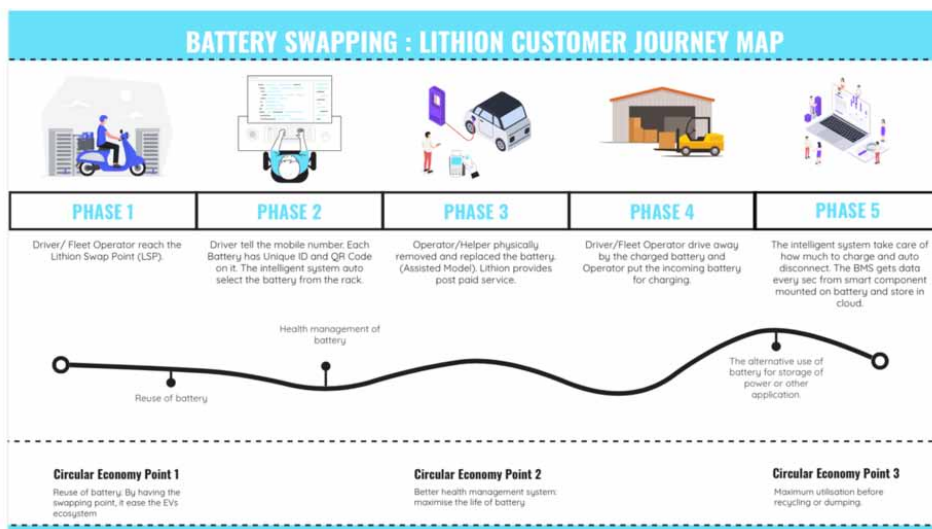 BATTERY SWAPPING : LITHION CUSTOMER JOURNEY MAP
PHASE 1
PHASE 2
PHASE 3
PHASE 4
PHASE 5
Driver/ Fleet Operator reach the
Lithion Swap Point (LSP).
Driver tell the mobile number. Each
Battery has Unique ID and QR Code
on it. The intelligent system auto
select the battery from the rack.
Operator/Helper physically
removed and replaced the battery.
(Assisted Model). Lithion provides
post paid service.
Driver/Fleet Operator drive away
by the charged battery and
Operator put the incoming battery
for charging.
The intelligent system take care of
how much to charge and auto
disconnect. The BMS gets data
every sec from smart component
mounted on battery and store in
cloud.
Health management of
battery
Reuse of battery
The alternative use of
battery for storage of
power or other
application.
Circular Economy Point 1
Reuse of battery: By having the
swapping point, it ease the EVs
ecosystem
Circular Economy Point 2
Better health management system:
maximise the life of battery
Circular Economy Point 3
Maximum utilisation before
recycling or dumping.